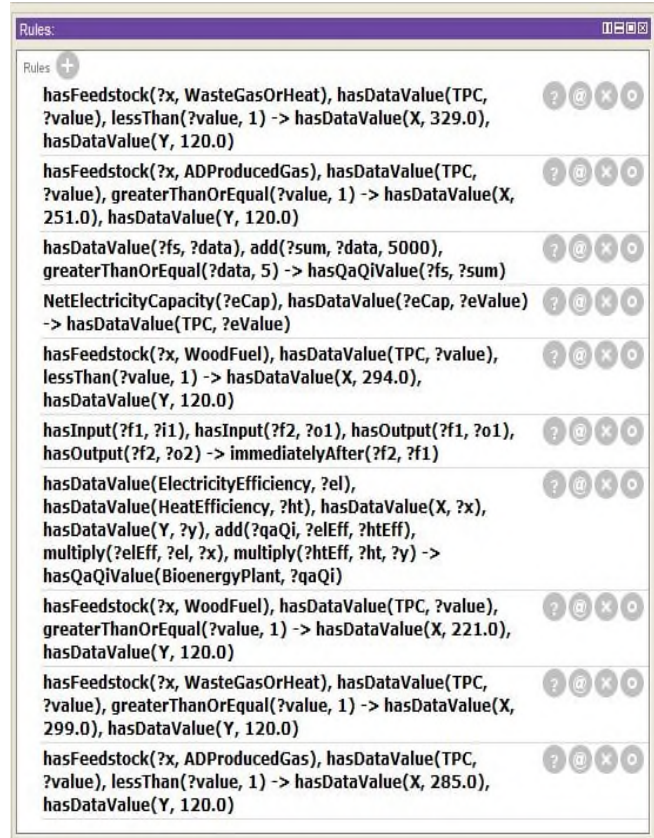 Rules:
Rules
hasFeedstock(?x, WasteGasOrHeat), hasDataValue(TPC,
?value), lessThan(?value, 1) -> hasDataValue(X, 329.0),
hasDataValue(Y, 120.0)
hasFeedstock(?x, ADProducedGas), hasDataValue(TPC,
?value), greaterThanOrEqual(?value, 1) -> hasDataValue(X,
251.0), hasDataValue(Y, 120.0)
hasDataValue(?fs, ?data), add(?sum, ?data, 5000),
greaterThanOrEqual(?data, 5) -> hasQaQiValue(?fs, ?sum)
NetElectricityCapacity(?eCap), hasDataValue(?eCap, ?eValue)
-> hasDataValue(TPC, ?eValue)
hasFeedstock(?x, WoodFuel), hasDataValue(TPC, ?value),
lessThan(?value, 1) -> hasDataValue(X, 294.0),
hasDataValue(Y, 120.0)
hasInput(?f1, ?i1), hasInput(?f2, ?o1), hasOutput(?f1, ?o1),
hasOutput(?f2, ?o2) -> immediatelyAfter(?f2, ?f1)
hasDataValue(ElectricityEfficiency, ?el),
hasDataValue(HeatEfficiency, ?ht), hasDataValue(X, ?x),
hasDataValue(Y, ?y), add(?qaQi, ?elEff, ?htEff),
multiply(?elEff, ?el, ?x), multiply(?htEff, ?ht, ?y) ->
hasQaQiValue(BioenergyPlant, ?qaQi)
hasFeedstock(?x, WoodFuel), hasDataValue(TPC, ?value),
greaterThanOrEqual(?value, 1) -> hasDataValue(X, 221.0),
hasDataValue(Y, 120.0)
hasFeedstock(?x, WasteGasOrHeat), hasDataValue(TPC,
?value), greaterThanOrEqual(?value, 1) -> hasDataValue(X,
299.0), hasDataValue(Y, 120.0)
hasFeedstock(?x, ADProducedGas), hasDataValue(TPC,
?value), lessThan(?value, 1) -> hasDataValue(X, 285.0),
hasDataValue(Y, 120.0)